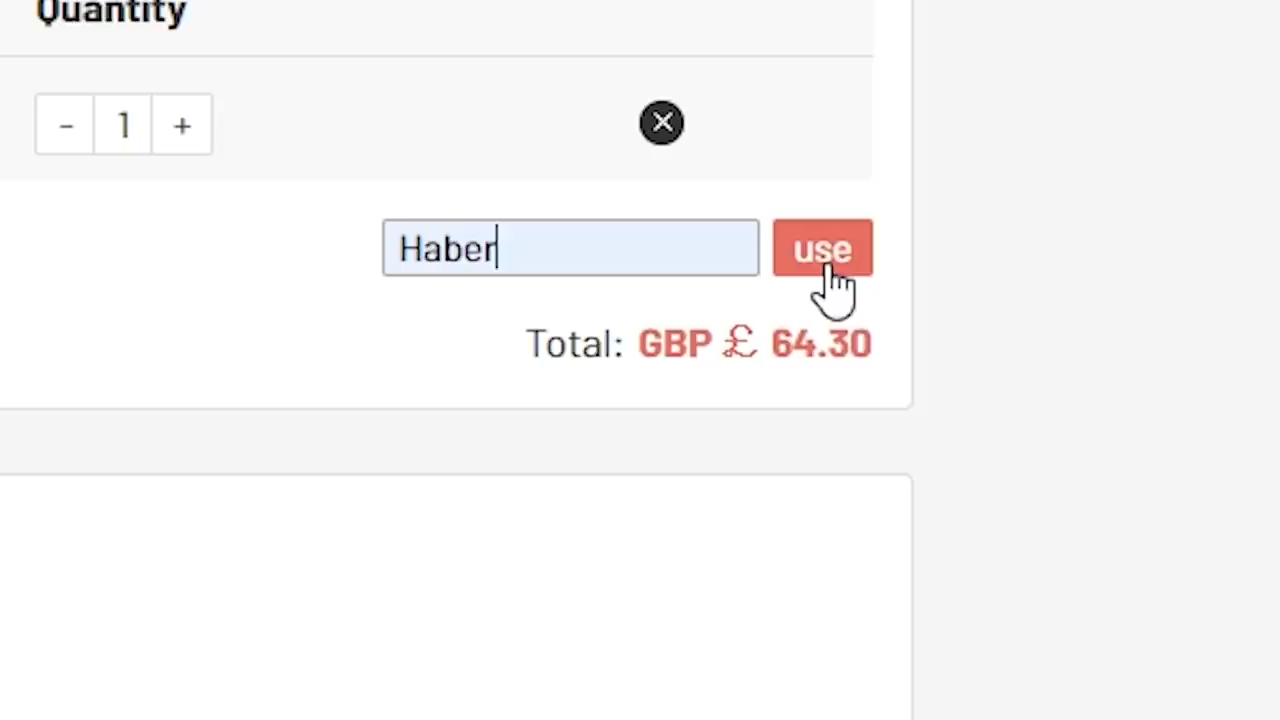 Quantity
- 1 +
Haber
use
Total: GBP £ 64.30